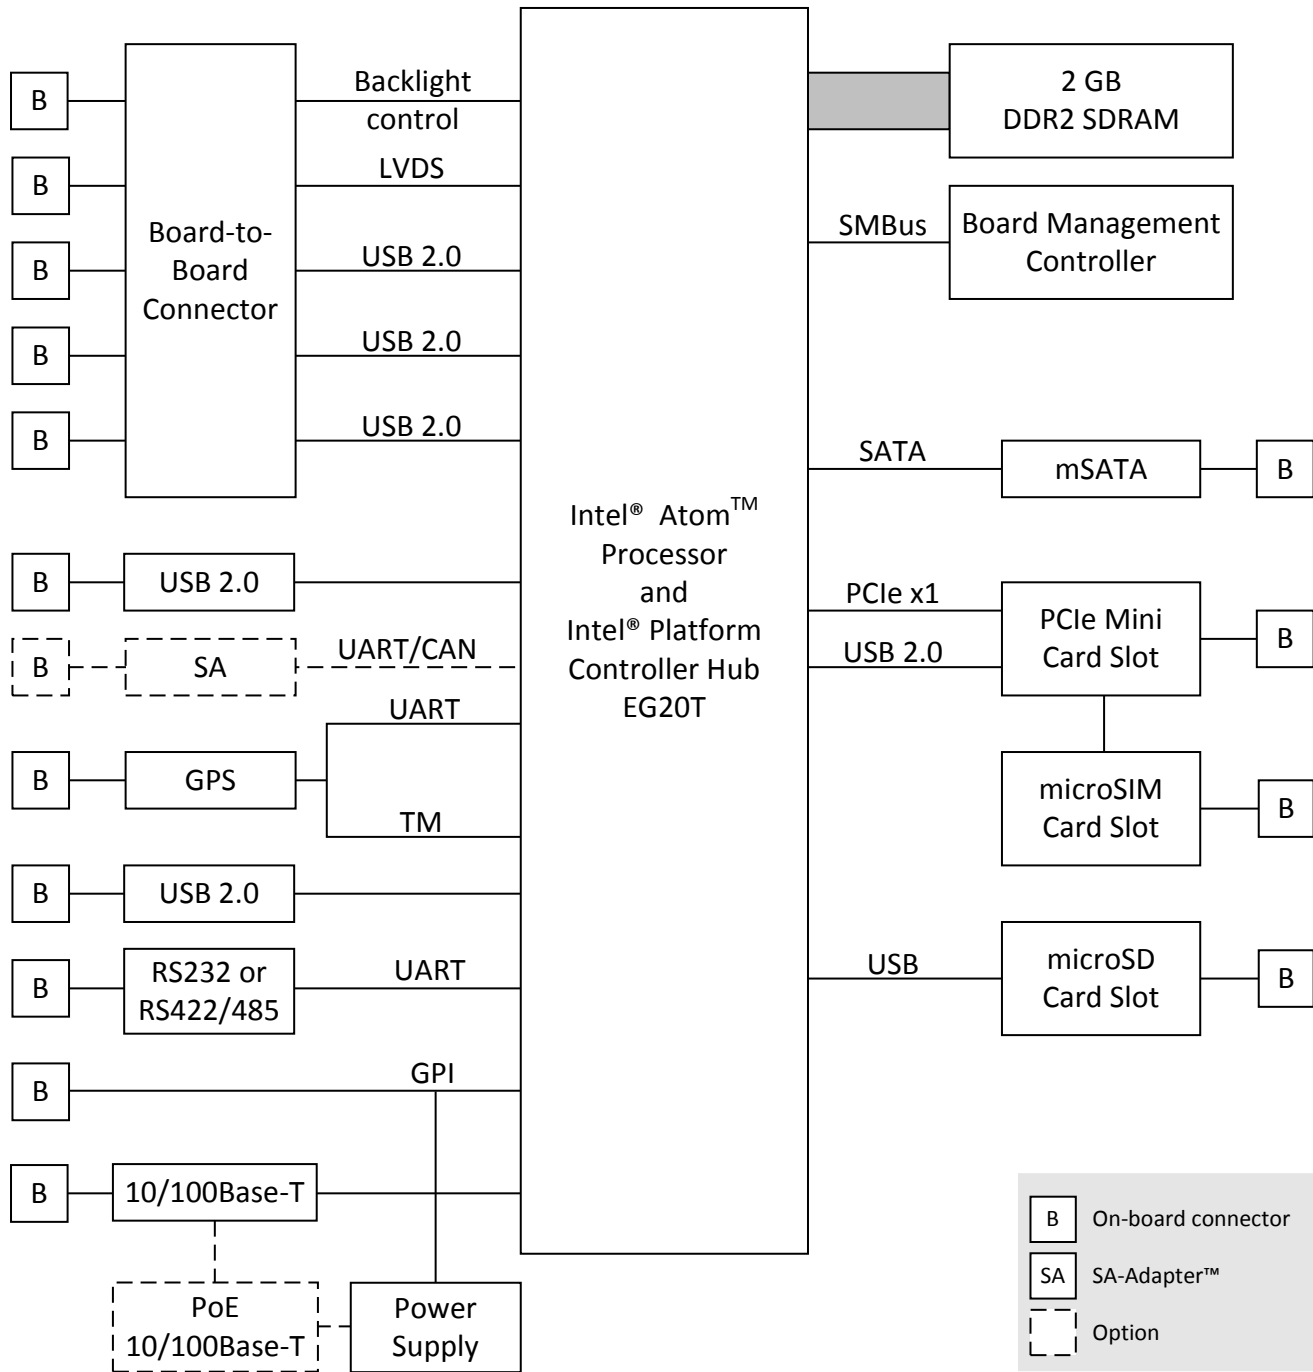 B
B
B
B
B
Board-to-
Board
Connector
Backlight
control
LVDS
USB 2.0
USB 2.0
USB 2.0
B
USB 2.0
B
SA
UART/CAN
B
GPS
UART
TM
B
USB 2.0
B
RS232 or
RS422/485
UART
B
GPI
B
10/100Base-T
PoE
10/100Base-T
Power
Supply
Intel® Atom™
Processor
and
Intel® Platform
Controller Hub
EG20T
2 GB
DDR2 SDRAM
SMBus
Board Management
Controller
SATA
mSATA
B
PCIe x1
USB 2.0
PCIe Mini
Card Slot
B
microSIM
Card Slot
B
USB
microSD
Card Slot
B
B On-board connector
SA SA-Adapter™
Option